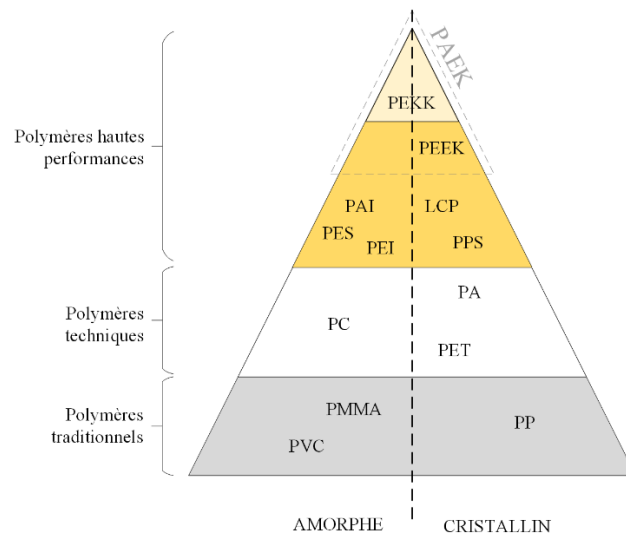 PAEK
PEKK
Polymères hautes
performances
PEEK
PAI
LCP
PES
PEI
PPS
Polymères
techniques
PA
PC
PET
Polymères
traditionnels
PMMA
PP
PVC
AMORPHE
CRISTALLIN